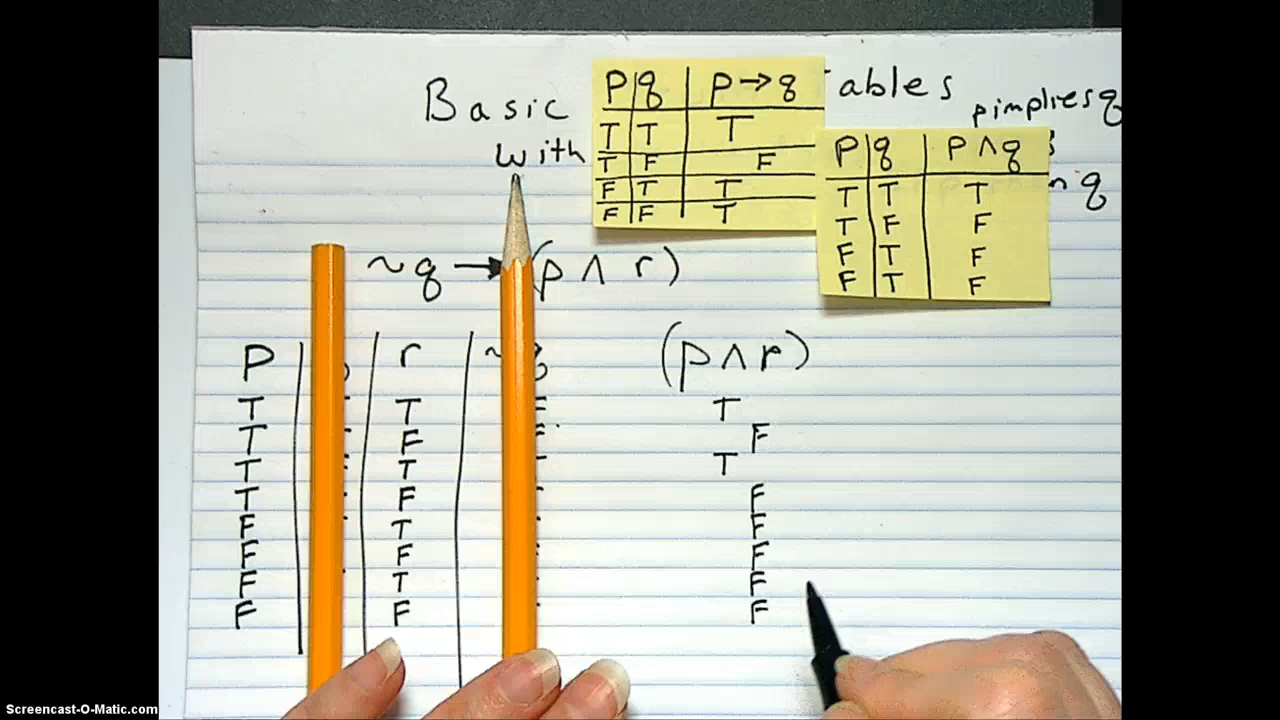 Basic
ables
with
p implies q
q
p q p→q
T T T
T F F
F T T
F F T
p q p∧q
T T T
T F F
F T F
F T F
~q → (p ∧ r)
p r ~ (p∧r)
T T F T
T F F F
T T T
T F F
F T F
F F F
F T F
F F F
Screencast-O-Matic.com